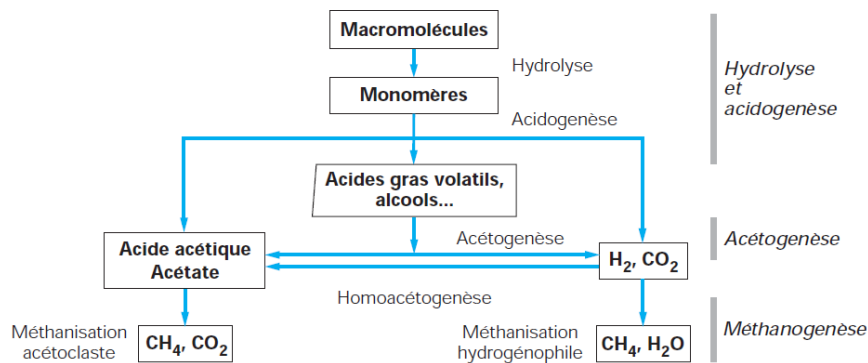 Macromolécules
Hydrolyse
Monomères
Hydrolyse
et
acidogenèse
Acidogenèse
Acides gras volatils,
alcools...
Acétogenèse
Acide acétique
Acétate
H₂, CO₂
Acétogenèse
Homoacétogenèse
Méthanisation
acétoclaste
CH₄, CO₂
Méthanisation
hydrogénophile
CH₄, H₂O
Méthanogenèse